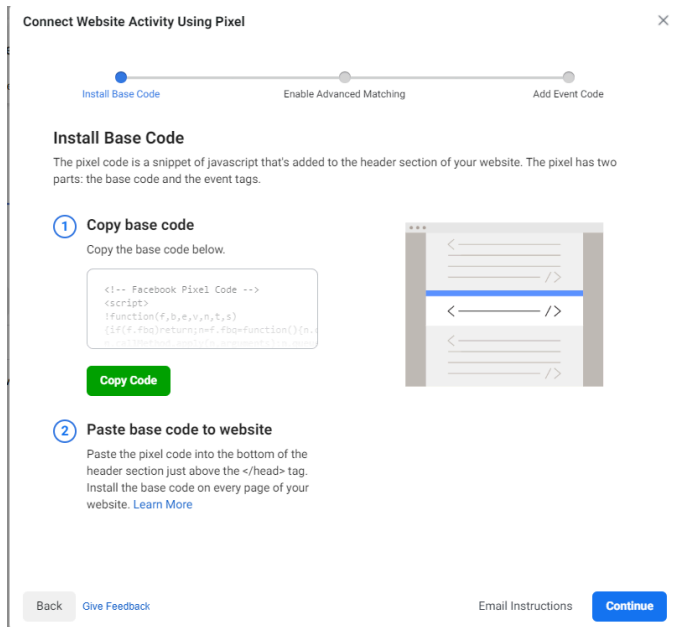 Connect Website Activity Using Pixel
Install Base Code
Enable Advanced Matching
Add Event Code
Install Base Code
The pixel code is a snippet of javascript that's added to the header section of your website. The pixel has two
parts: the base code and the event tags.
1 Copy base code
Copy the base code below.
<!-- Facebook Pixel Code -->
<script>
!function(f,b,e,v,n,t,s)
{if(f.fbq)return;n=f.fbq=function(){n.
Copy Code
2 Paste base code to website
Paste the pixel code into the bottom of the
header section just above the </head> tag.
Install the base code on every page of your
website. Learn More
Back
Give Feedback
Email Instructions
Continue